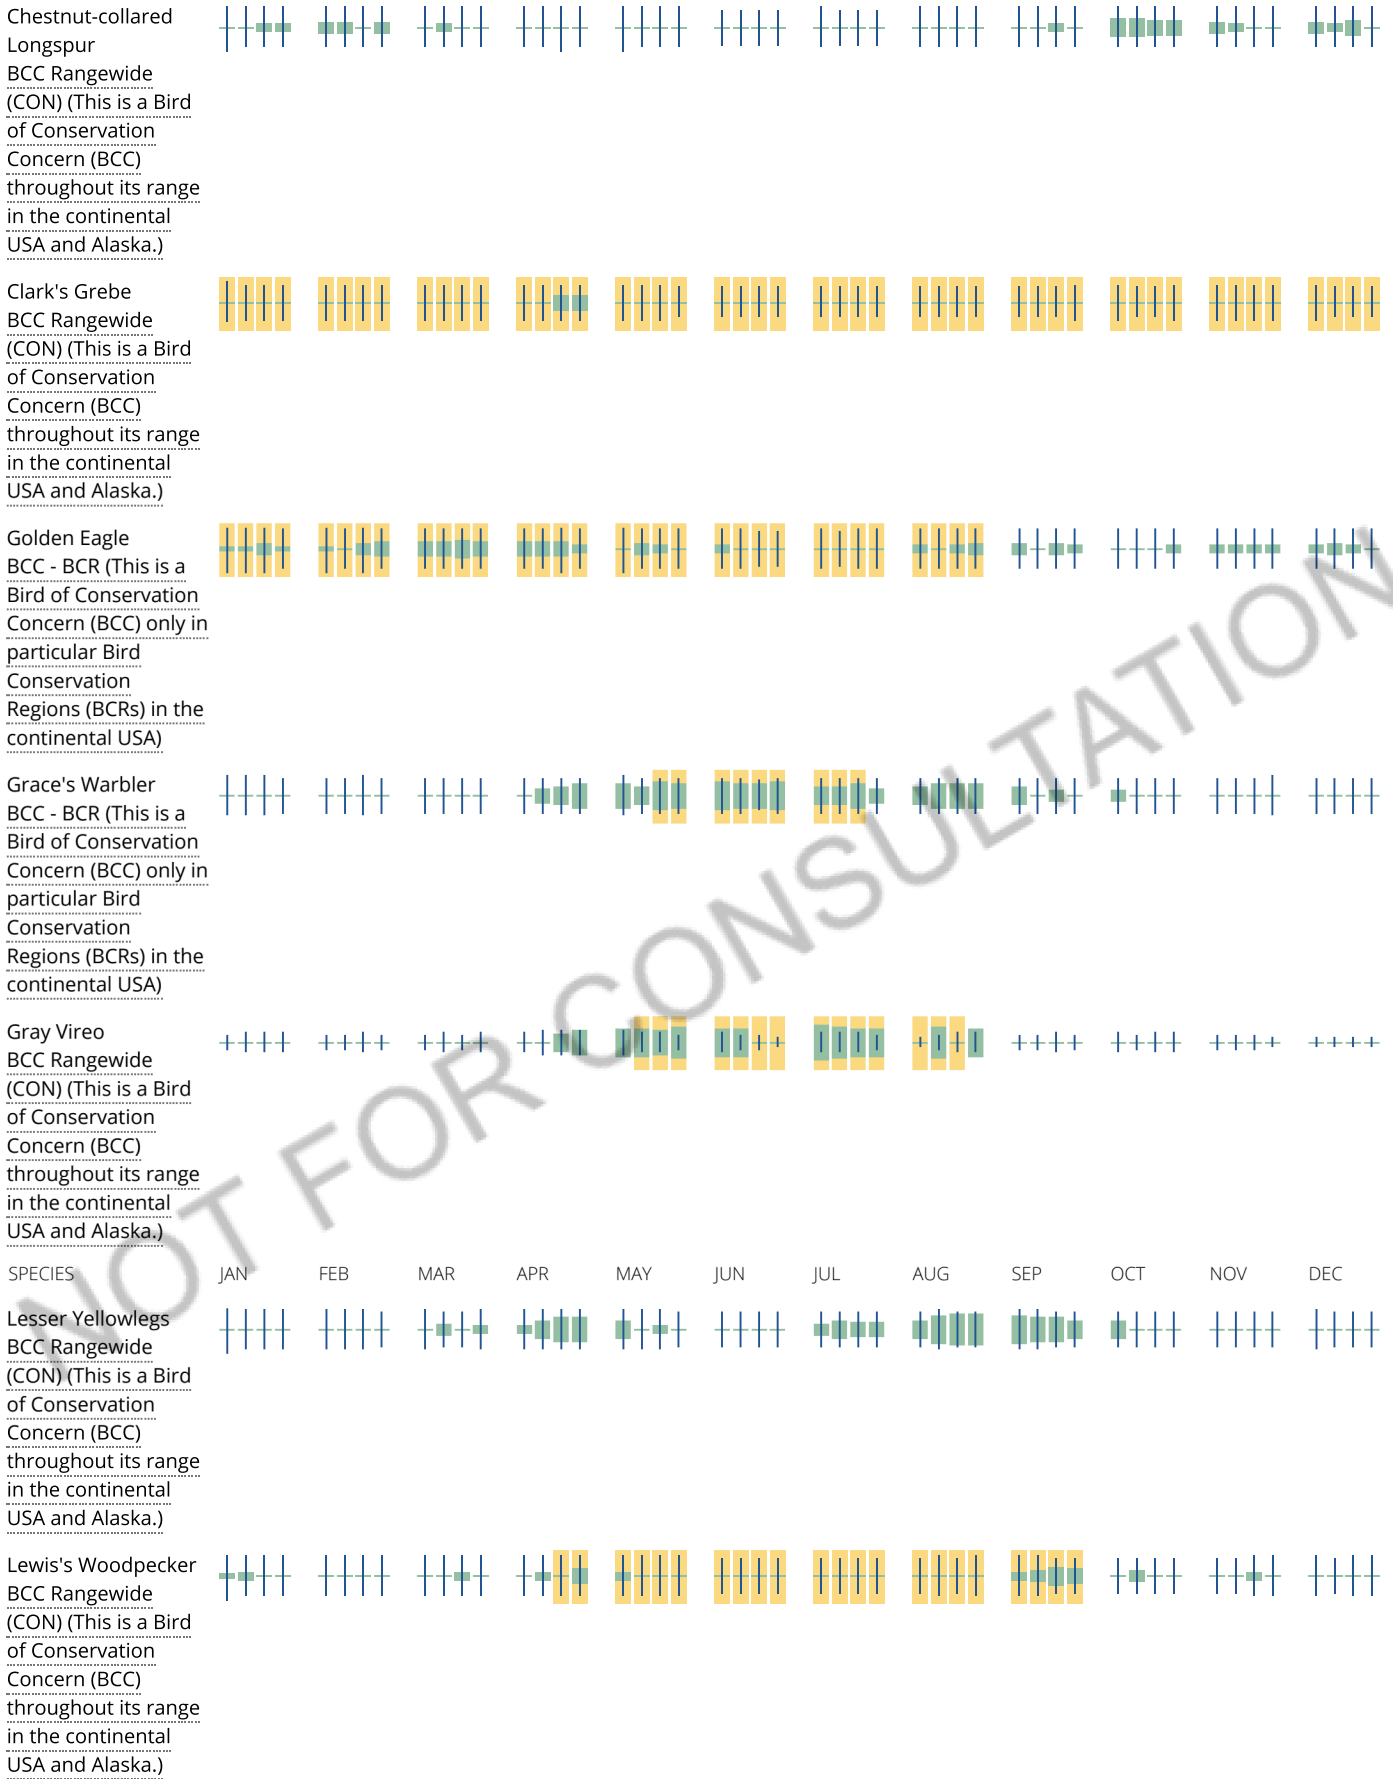 Chestnut-collared
Longspur
BCC Rangewide
(CON) (This is a Bird
of Conservation
Concern (BCC)
throughout its range
in the continental
USA and Alaska.)
Clark's Grebe
BCC Rangewide
(CON) (This is a Bird
of Conservation
Concern (BCC)
throughout its range
in the continental
USA and Alaska.)
Golden Eagle
BCC - BCR (This is a
Bird of Conservation
Concern (BCC) only in
particular Bird
Conservation
Regions (BCRs) in the
continental USA)
Grace's Warbler
BCC - BCR (This is a
Bird of Conservation
Concern (BCC) only in
particular Bird
Conservation
Regions (BCRs) in the
continental USA)
Gray Vireo
BCC Rangewide
(CON) (This is a Bird
of Conservation
Concern (BCC)
throughout its range
in the continental
USA and Alaska.)
SPECIES JAN FEB MAR APR MAY JUN JUL AUG SEP OCT NOV DEC
Lesser Yellowlegs
BCC Rangewide
(CON) (This is a Bird
of Conservation
Concern (BCC)
throughout its range
in the continental
USA and Alaska.)
Lewis's Woodpecker
BCC Rangewide
(CON) (This is a Bird
of Conservation
Concern (BCC)
throughout its range
in the continental
USA and Alaska.)
NOT FOR CONSULTATION